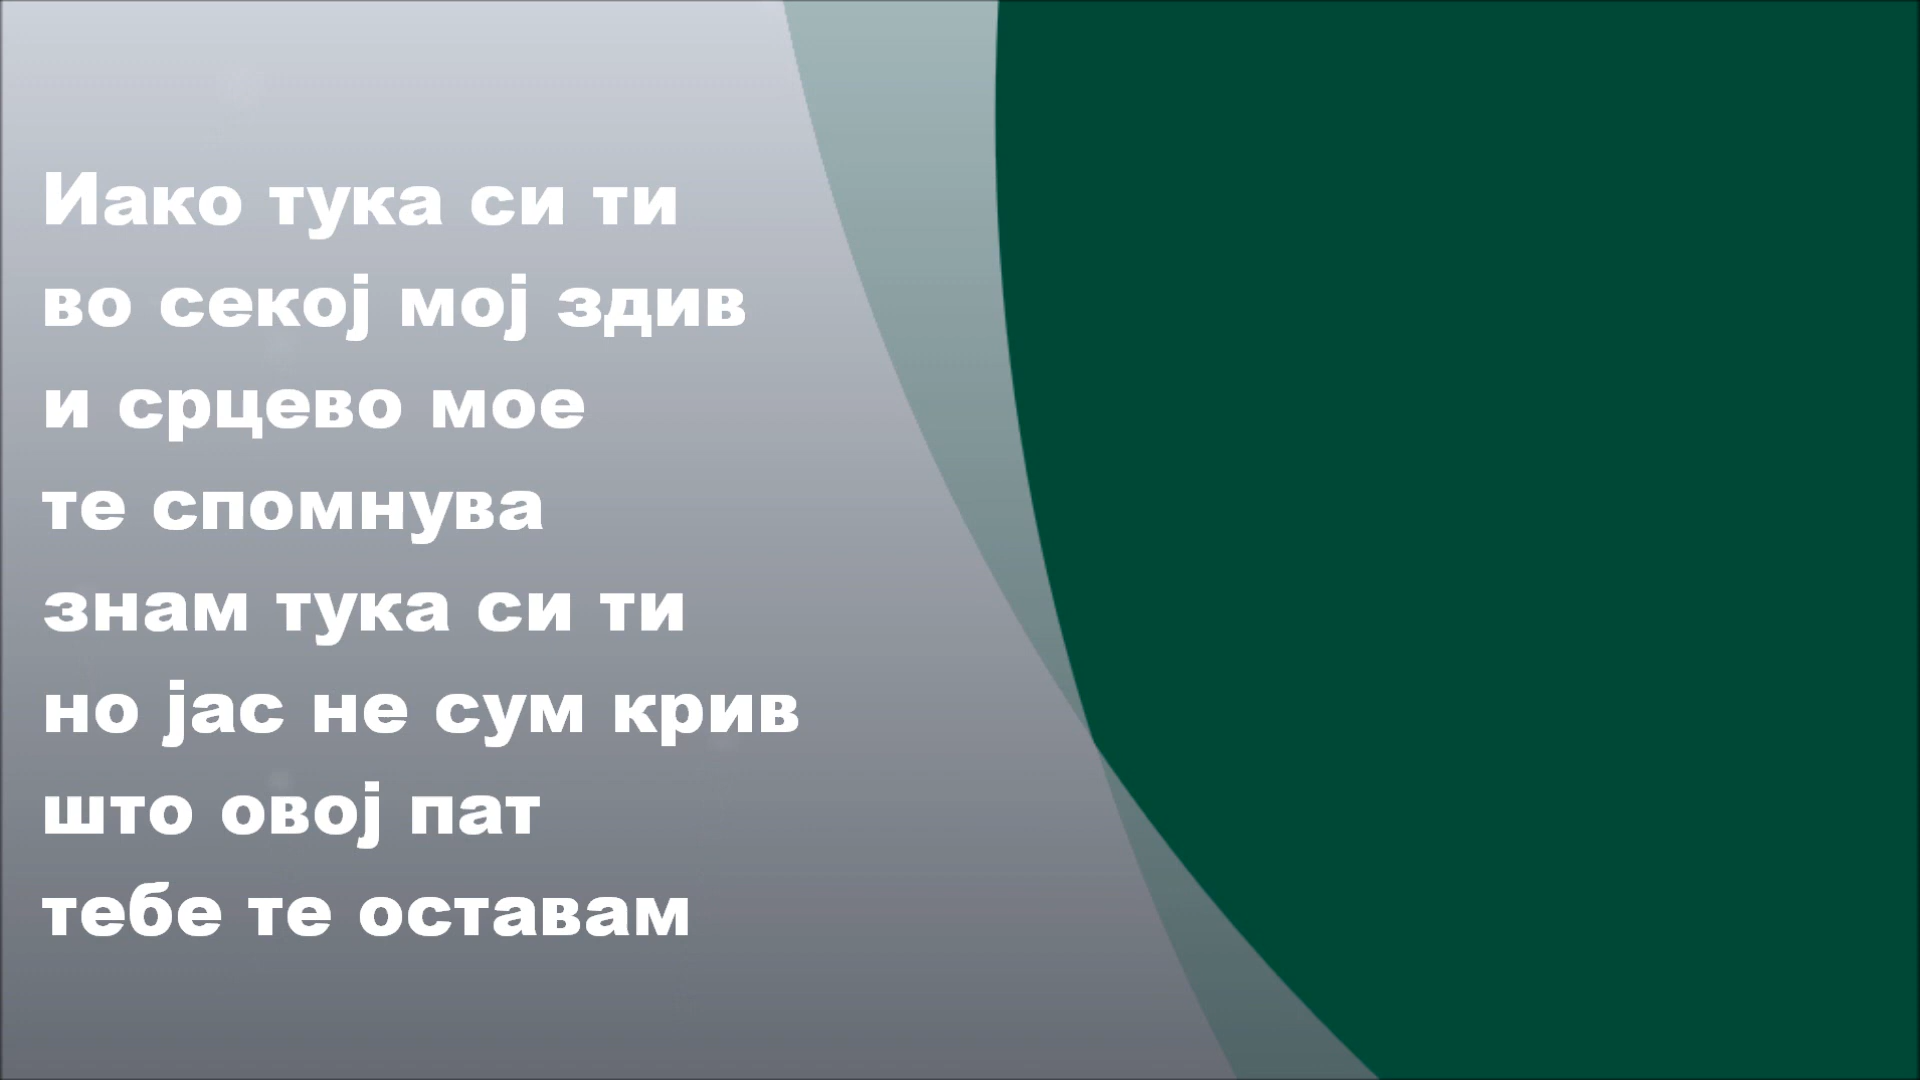 Иако тука си ти
во секој мој здив
и срцево мое
те спомнува
знам тука си ти
но јас не сум крив
што овој пат
тебе те оставам